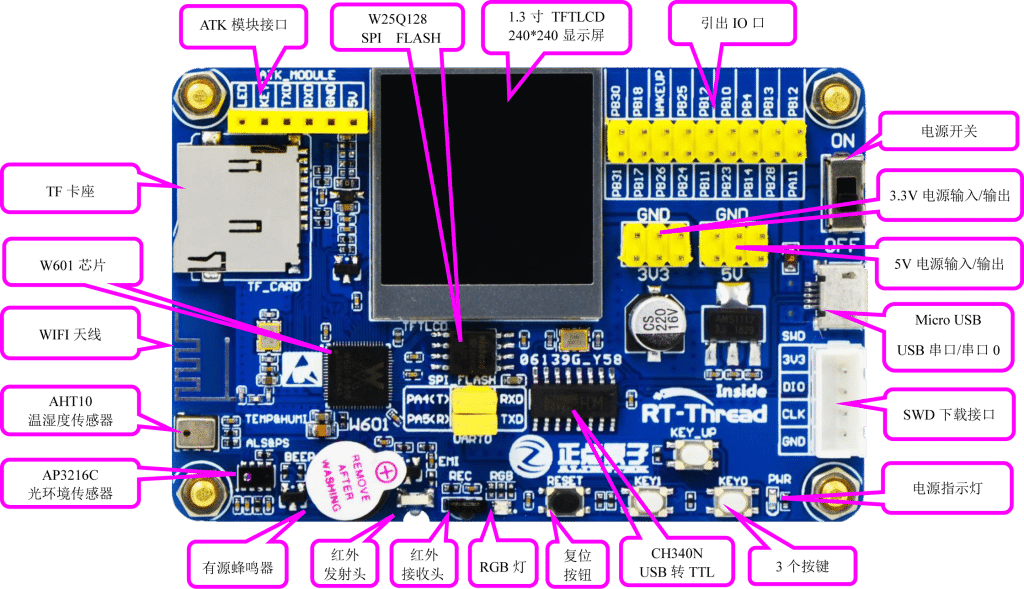 ATK 模块接口
W25Q128
SPI FLASH
1.3 寸 TFTLCD
240*240 显示屏
引出 IO 口
ATK_MODULE
LED
KEY
TXD
RXD
GND
5V
PB30
PB18
WAKEUP
PB25
PB12
PB4
PB13
PB12
ON
电源开关
TF 卡座
PB31
PB17
PB26
PB24
PB11
PB23
PB14
PB28
PA11
3.3V 电源输入/输出
GND
GND
OFF
W601 芯片
3V3
5V
5V 电源输入/输出
TF_CARD
CS
220
16V
AMS1117
WIFI 天线
TFTLCD
Micro USB
USB 串口/串口 0
SWD
06139G_Y58
3V3
SPI_FLASH
Inside
DIO
AHT10
温湿度传感器
PA4(T)
RXD
RT-Thread
CLK
SWD 下载接口
TEMP&HUMI
W601
PA5(R)
TXD
UART0
KEY_UP
GND
ALS&PS
正点原子
AP3216C
光环境传感器
BEEP
REMOVE
AFTER
WASHING
EMI
REC
RGB
RESET
KEY1
KEY0
PWR
电源指示灯
有源蜂鸣器
红外
发射头
红外
接收头
RGB 灯
复位
按钮
CH340N
USB 转 TTL
3 个按键